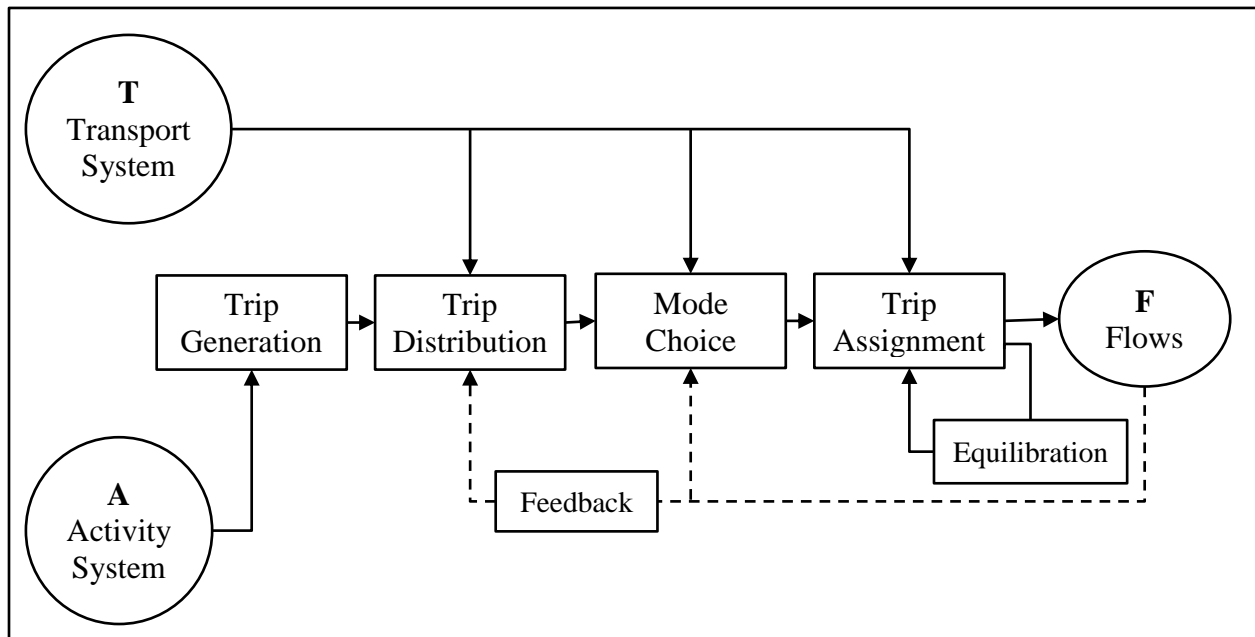 T
Transport
System
Trip
Generation
Trip
Distribution
Mode
Choice
Trip
Assignment
F
Flows
Equilibration
Feedback
A
Activity
System